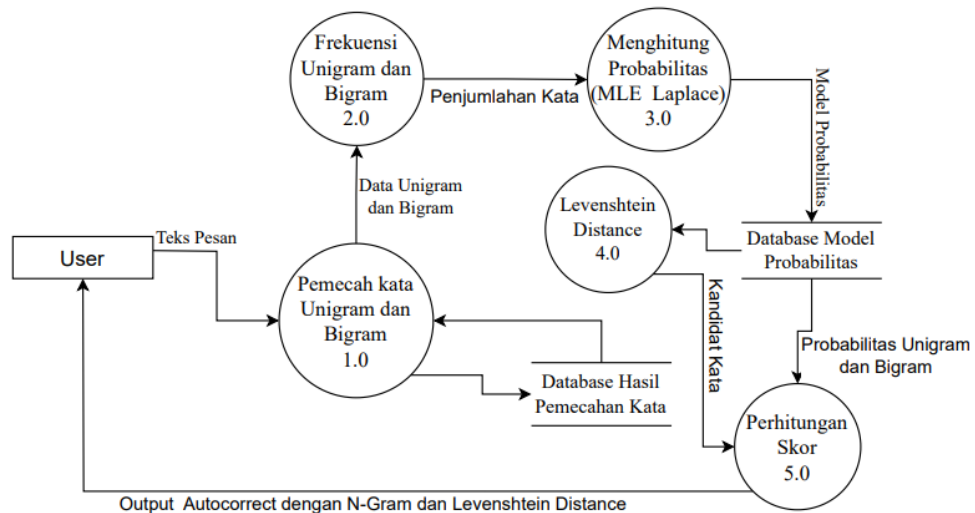 Frekuensi
Unigram dan
Bigram
2.0
Penjumlahan Kata
Menghitung
Probabilitas
(MLE Laplace)
3.0
Model Probabilitas
Data Unigram
dan Bigram
Levenshtein
Distance
4.0
Database Model
Probabilitas
User
Teks Pesan
Pemecah kata
Unigram dan
Bigram
1.0
Database Hasil
Pemecahan Kata
Kandidat Kata
Probabilitas Unigram
dan Bigram
Perhitungan
Skor
5.0
Output Autocorrect dengan N-Gram dan Levenshtein Distance